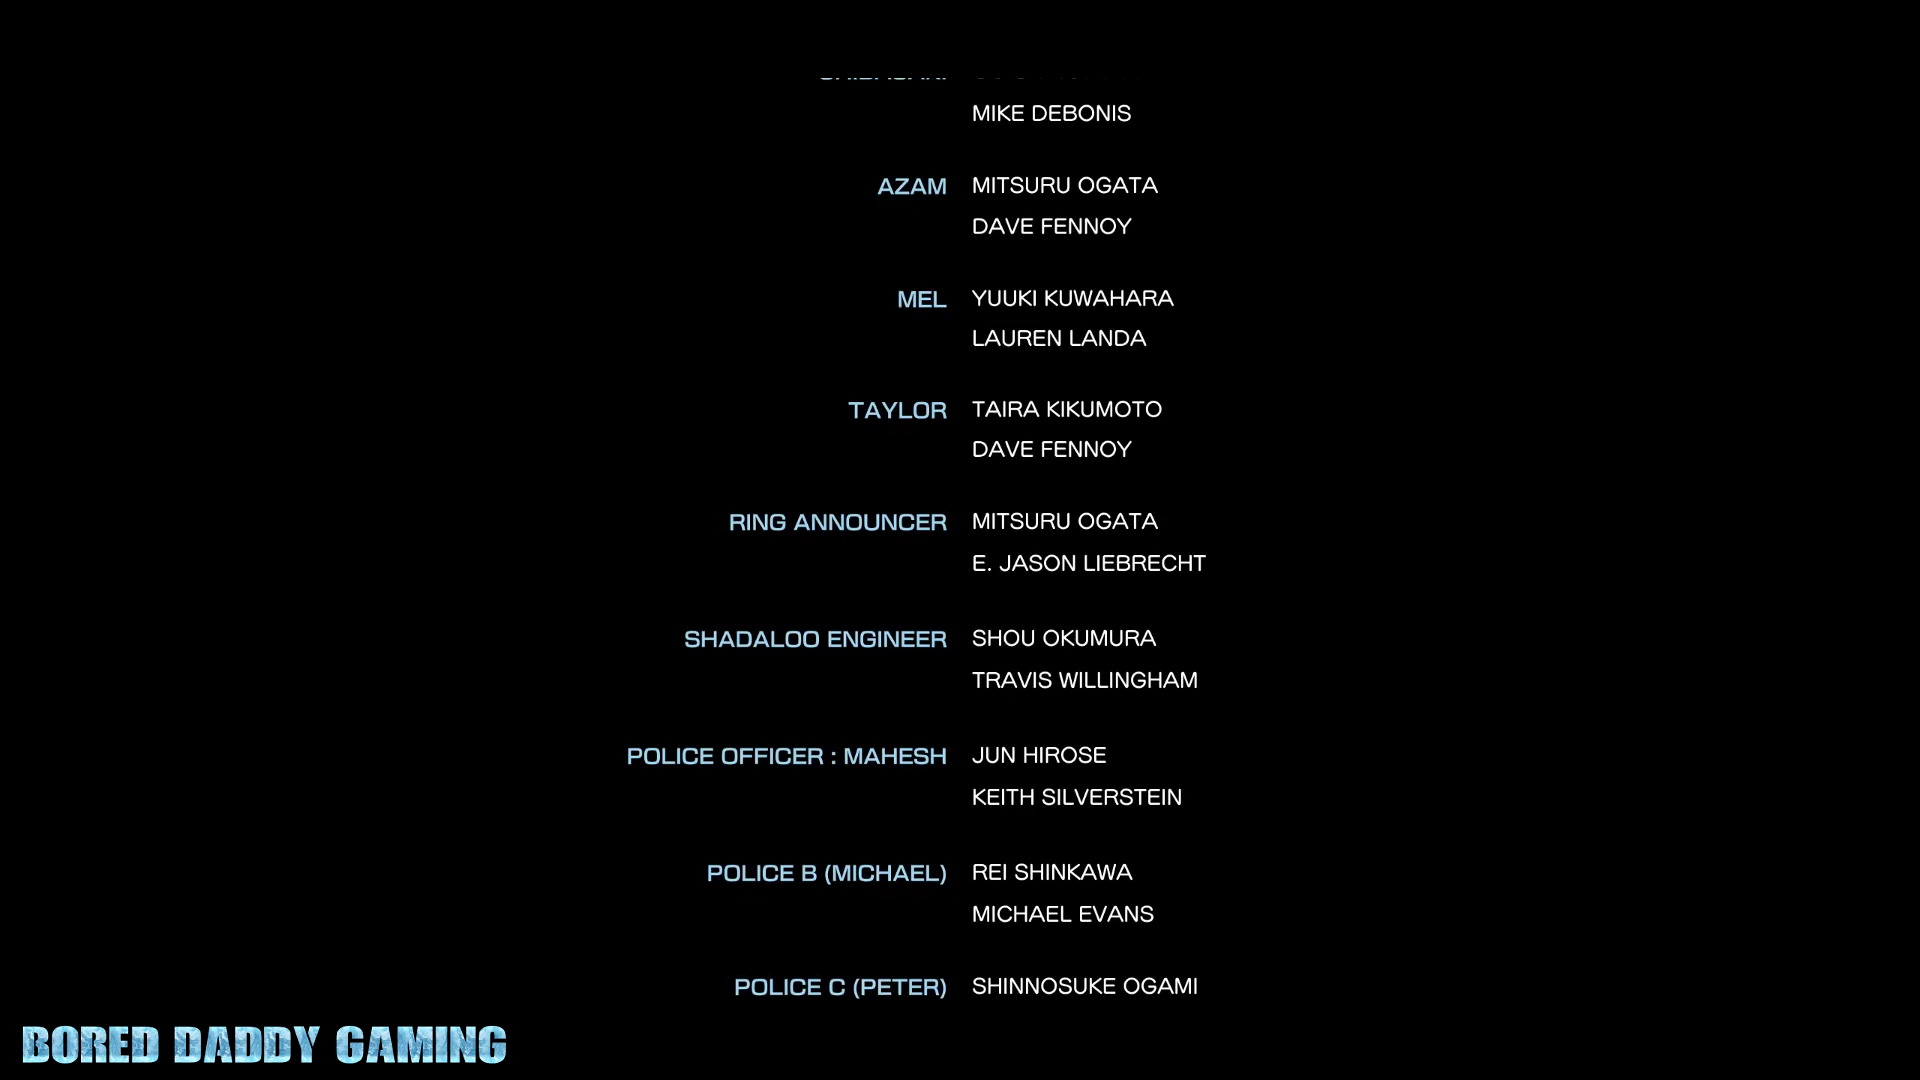 MIKE DEBONIS
AZAM MITSURU OGATA
DAVE FENNOY
MEL YUUKI KUWAHARA
LAUREN LANDA
TAYLOR TAIRA KIKUMOTO
DAVE FENNOY
RING ANNOUNCER MITSURU OGATA
E. JASON LIEBRECHT
SHADALOO ENGINEER SHOU OKUMURA
TRAVIS WILLINGHAM
POLICE OFFICER : MAHESH JUN HIROSE
KEITH SILVERSTEIN
POLICE B (MICHAEL) REI SHINKAWA
MICHAEL EVANS
POLICE C (PETER) SHINNOSUKE OGAMI
BORED DADDY GAMING